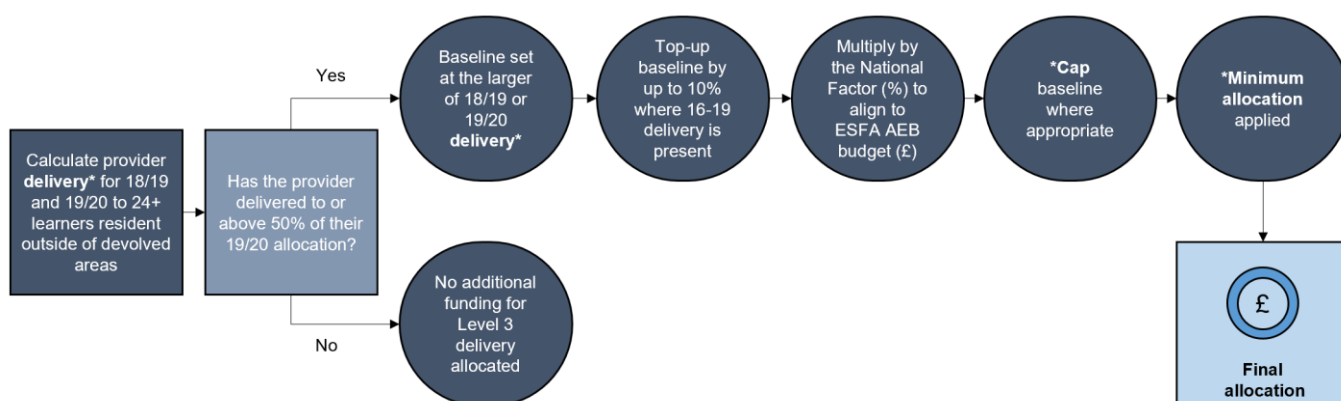 Calculate provider
delivery* for 18/19
and 19/20 to 24+
learners resident
outside of devolved
areas
Has the provider
delivered to or
above 50% of their
19/20 allocation?
Yes
Baseline set
at the larger
of 18/19 or
19/20
delivery*
Top-up
baseline by
up to 10%
where 16-19
delivery is
present
Multiply by
the National
Factor (%) to
align to
ESFA AEB
budget (£)
*Cap
baseline
where
appropriate
*Minimum
allocation
applied
£
Final
allocation
No
No additional
funding for
Level 3
delivery
allocated